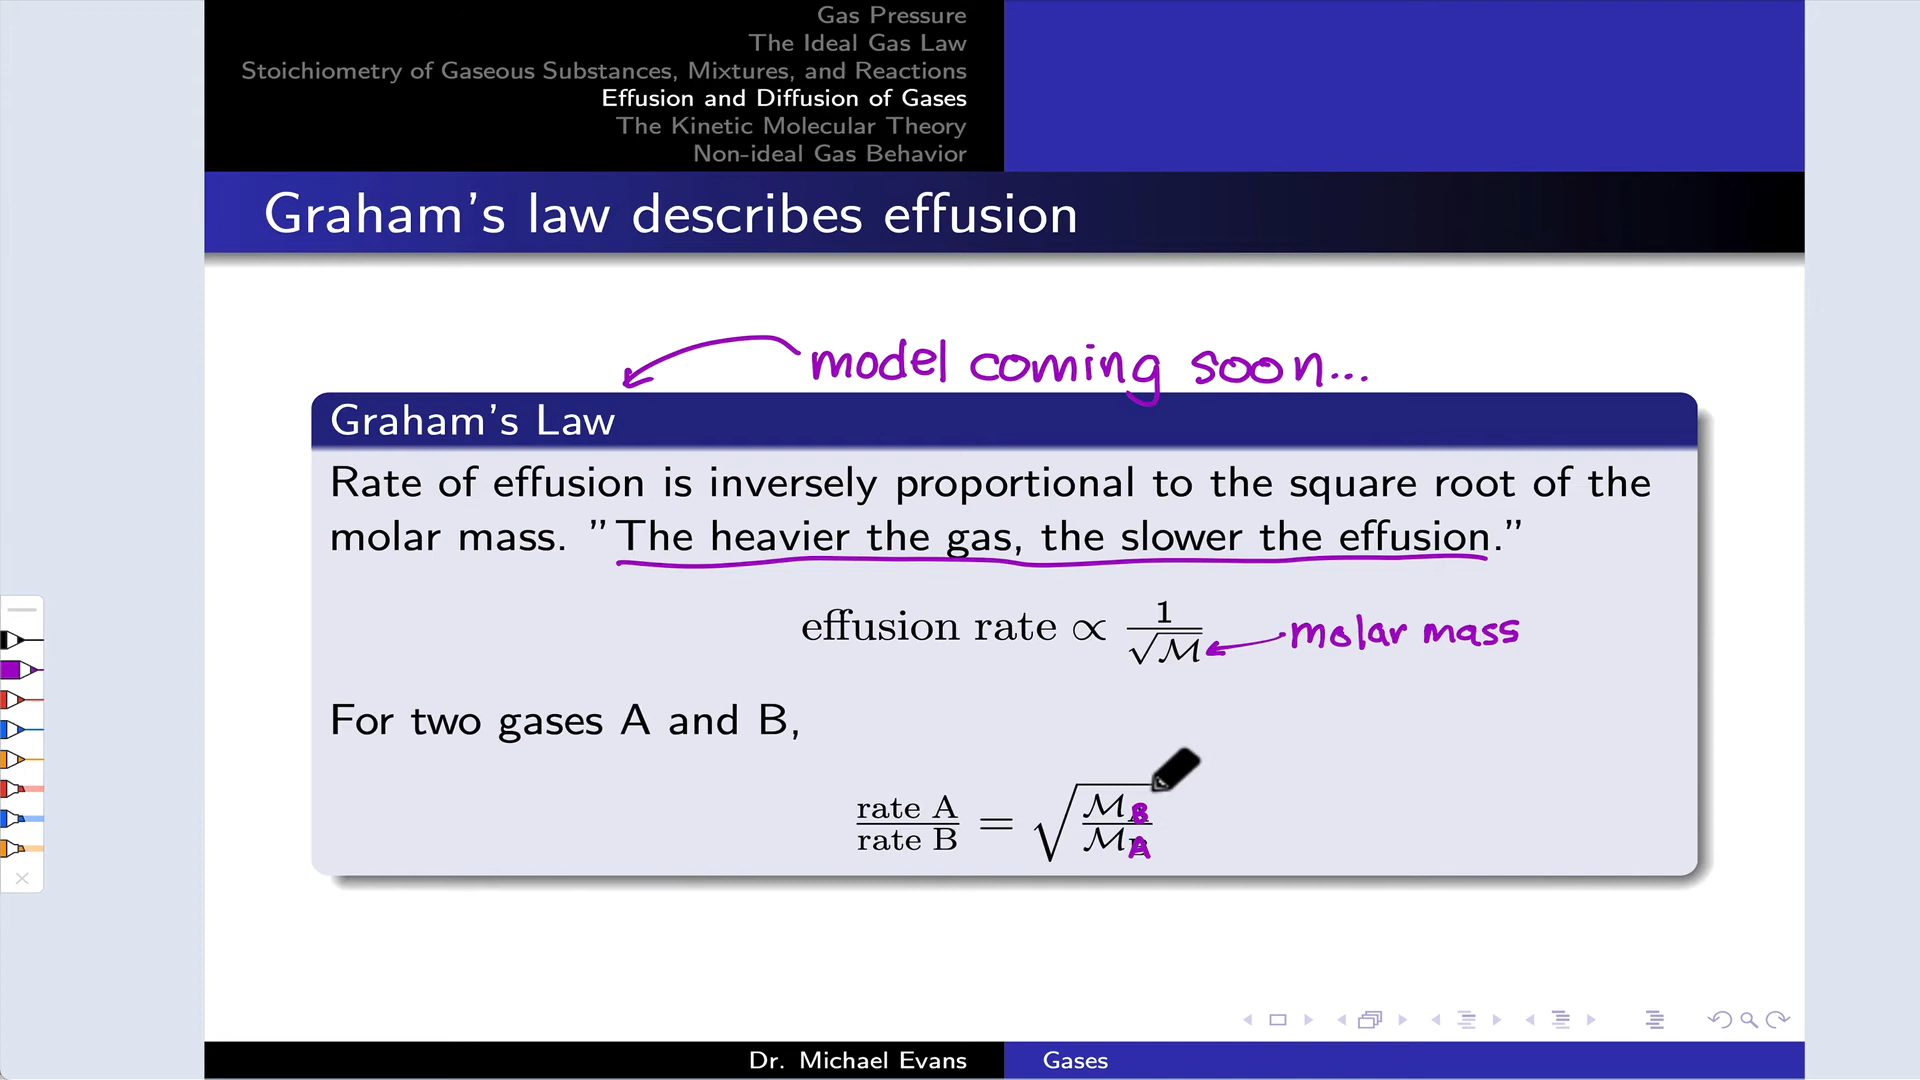 Gas Pressure
The Ideal Gas Law
Stoichiometry of Gaseous Substances, Mixtures, and Reactions
Effusion and Diffusion of Gases
The Kinetic Molecular Theory
Non-ideal Gas Behavior
Graham's law describes effusion
model coming soon...
Graham's Law
Rate of effusion is inversely proportional to the square root of the
molar mass. ”The heavier the gas, the slower the effusion.”
effusion rate ∝ 1/√ℳ molar mass
For two gases A and B,
rate A/rate B = √(ℳB/ℳA)
Dr. Michael Evans Gases